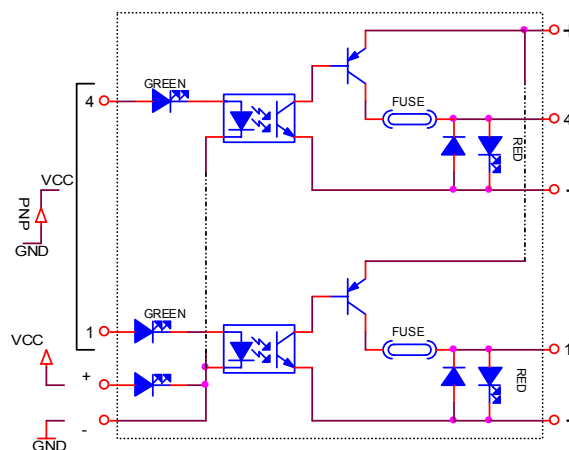 +
GREEN
4
FUSE
4
RED
VCC
PNP
-
GND
GREEN
1
FUSE
1
VCC
RED
+
-
-
GND